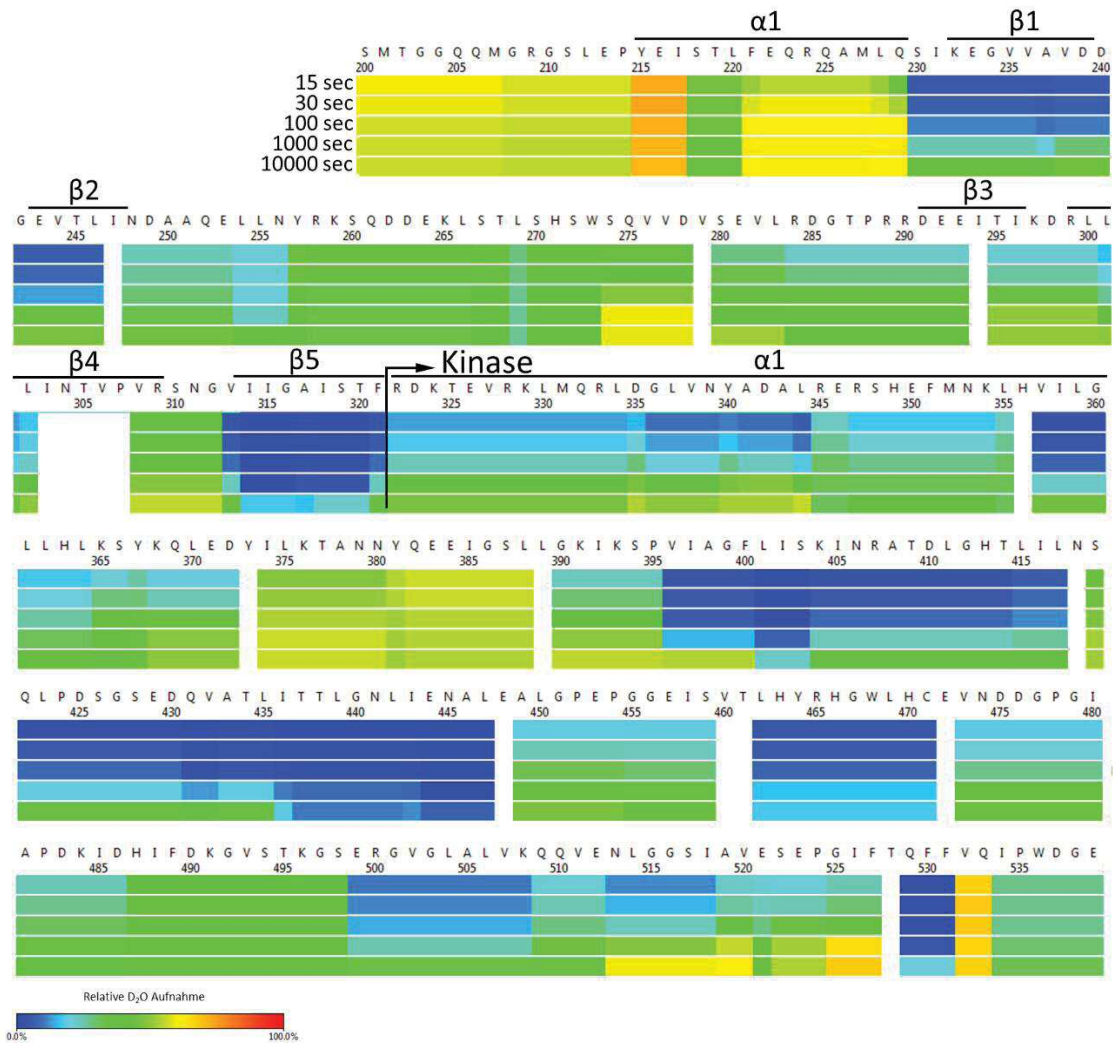 α1 β1
S M T G G Q Q M G R G S L E P Y E I S T L F E Q R Q A M L Q S I K E G V V A V D D
200 205 210 215 220 225 230 235 240
15 sec
30 sec
100 sec
1000 sec
10000 sec
β2 β3
G E V T L I N D A A Q E L L N Y R K S Q D D E K L S T L S H S W S Q V V D V S E V L R D G T P R R D E E I T I K D R L L
245 250 255 260 265 270 275 280 285 290 295 300
β4 β5 Kinase α1
L I N T V P V R S N G V I I G A I S T F R D K T E V R K L M Q R L D G L V N Y A D A L R E R S H E F M N K L H V I L G
305 310 315 320 325 330 335 340 345 350 355 360
L L H L K S Y K Q L E D Y I L K T A N N Y Q E E I G S L L G K I K S P V I A G F L I S K I N R A T D L G H T L I L N S
365 370 375 380 385 390 395 400 405 410 415
Q L P D S G S E D Q V A T L I T T L G N L I E N A L E A L G P E P G G E I S V T L H Y R H G W L H C E V N D D G P G I
425 430 435 440 445 450 455 460 465 470 475 480
A P D K I D H I F D K G V S T K G S E R G V G L A L V K Q Q V E N L G G S I A V E S E P G I F T Q F F V Q I P W D G E
485 490 495 500 505 510 515 520 525 530 535
Relative D₂O Aufnahme
0.0% 100.0%